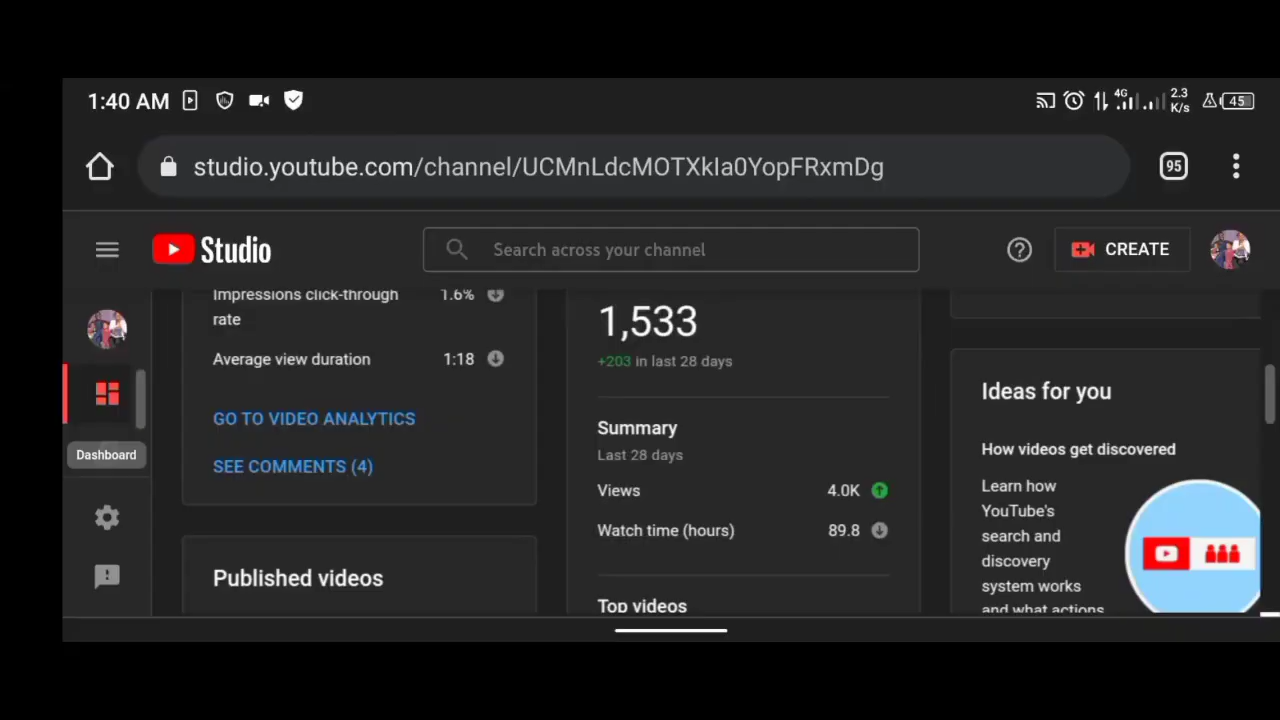 1:40 AM
4G
2.3
K/s
45
studio.youtube.com/channel/UCMnLdcMOTXkIa0YopFRxmDg
95
Studio
Search across your channel
CREATE
Dashboard
Impressions click-through
rate
1.6%
Average view duration
1:18
GO TO VIDEO ANALYTICS
SEE COMMENTS (4)
Published videos
1,533
+203 in last 28 days
Summary
Last 28 days
Views
4.0K
Watch time (hours)
89.8
Top videos
Ideas for you
How videos get discovered
Learn how
YouTube's
search and
discovery
system works
and what actions